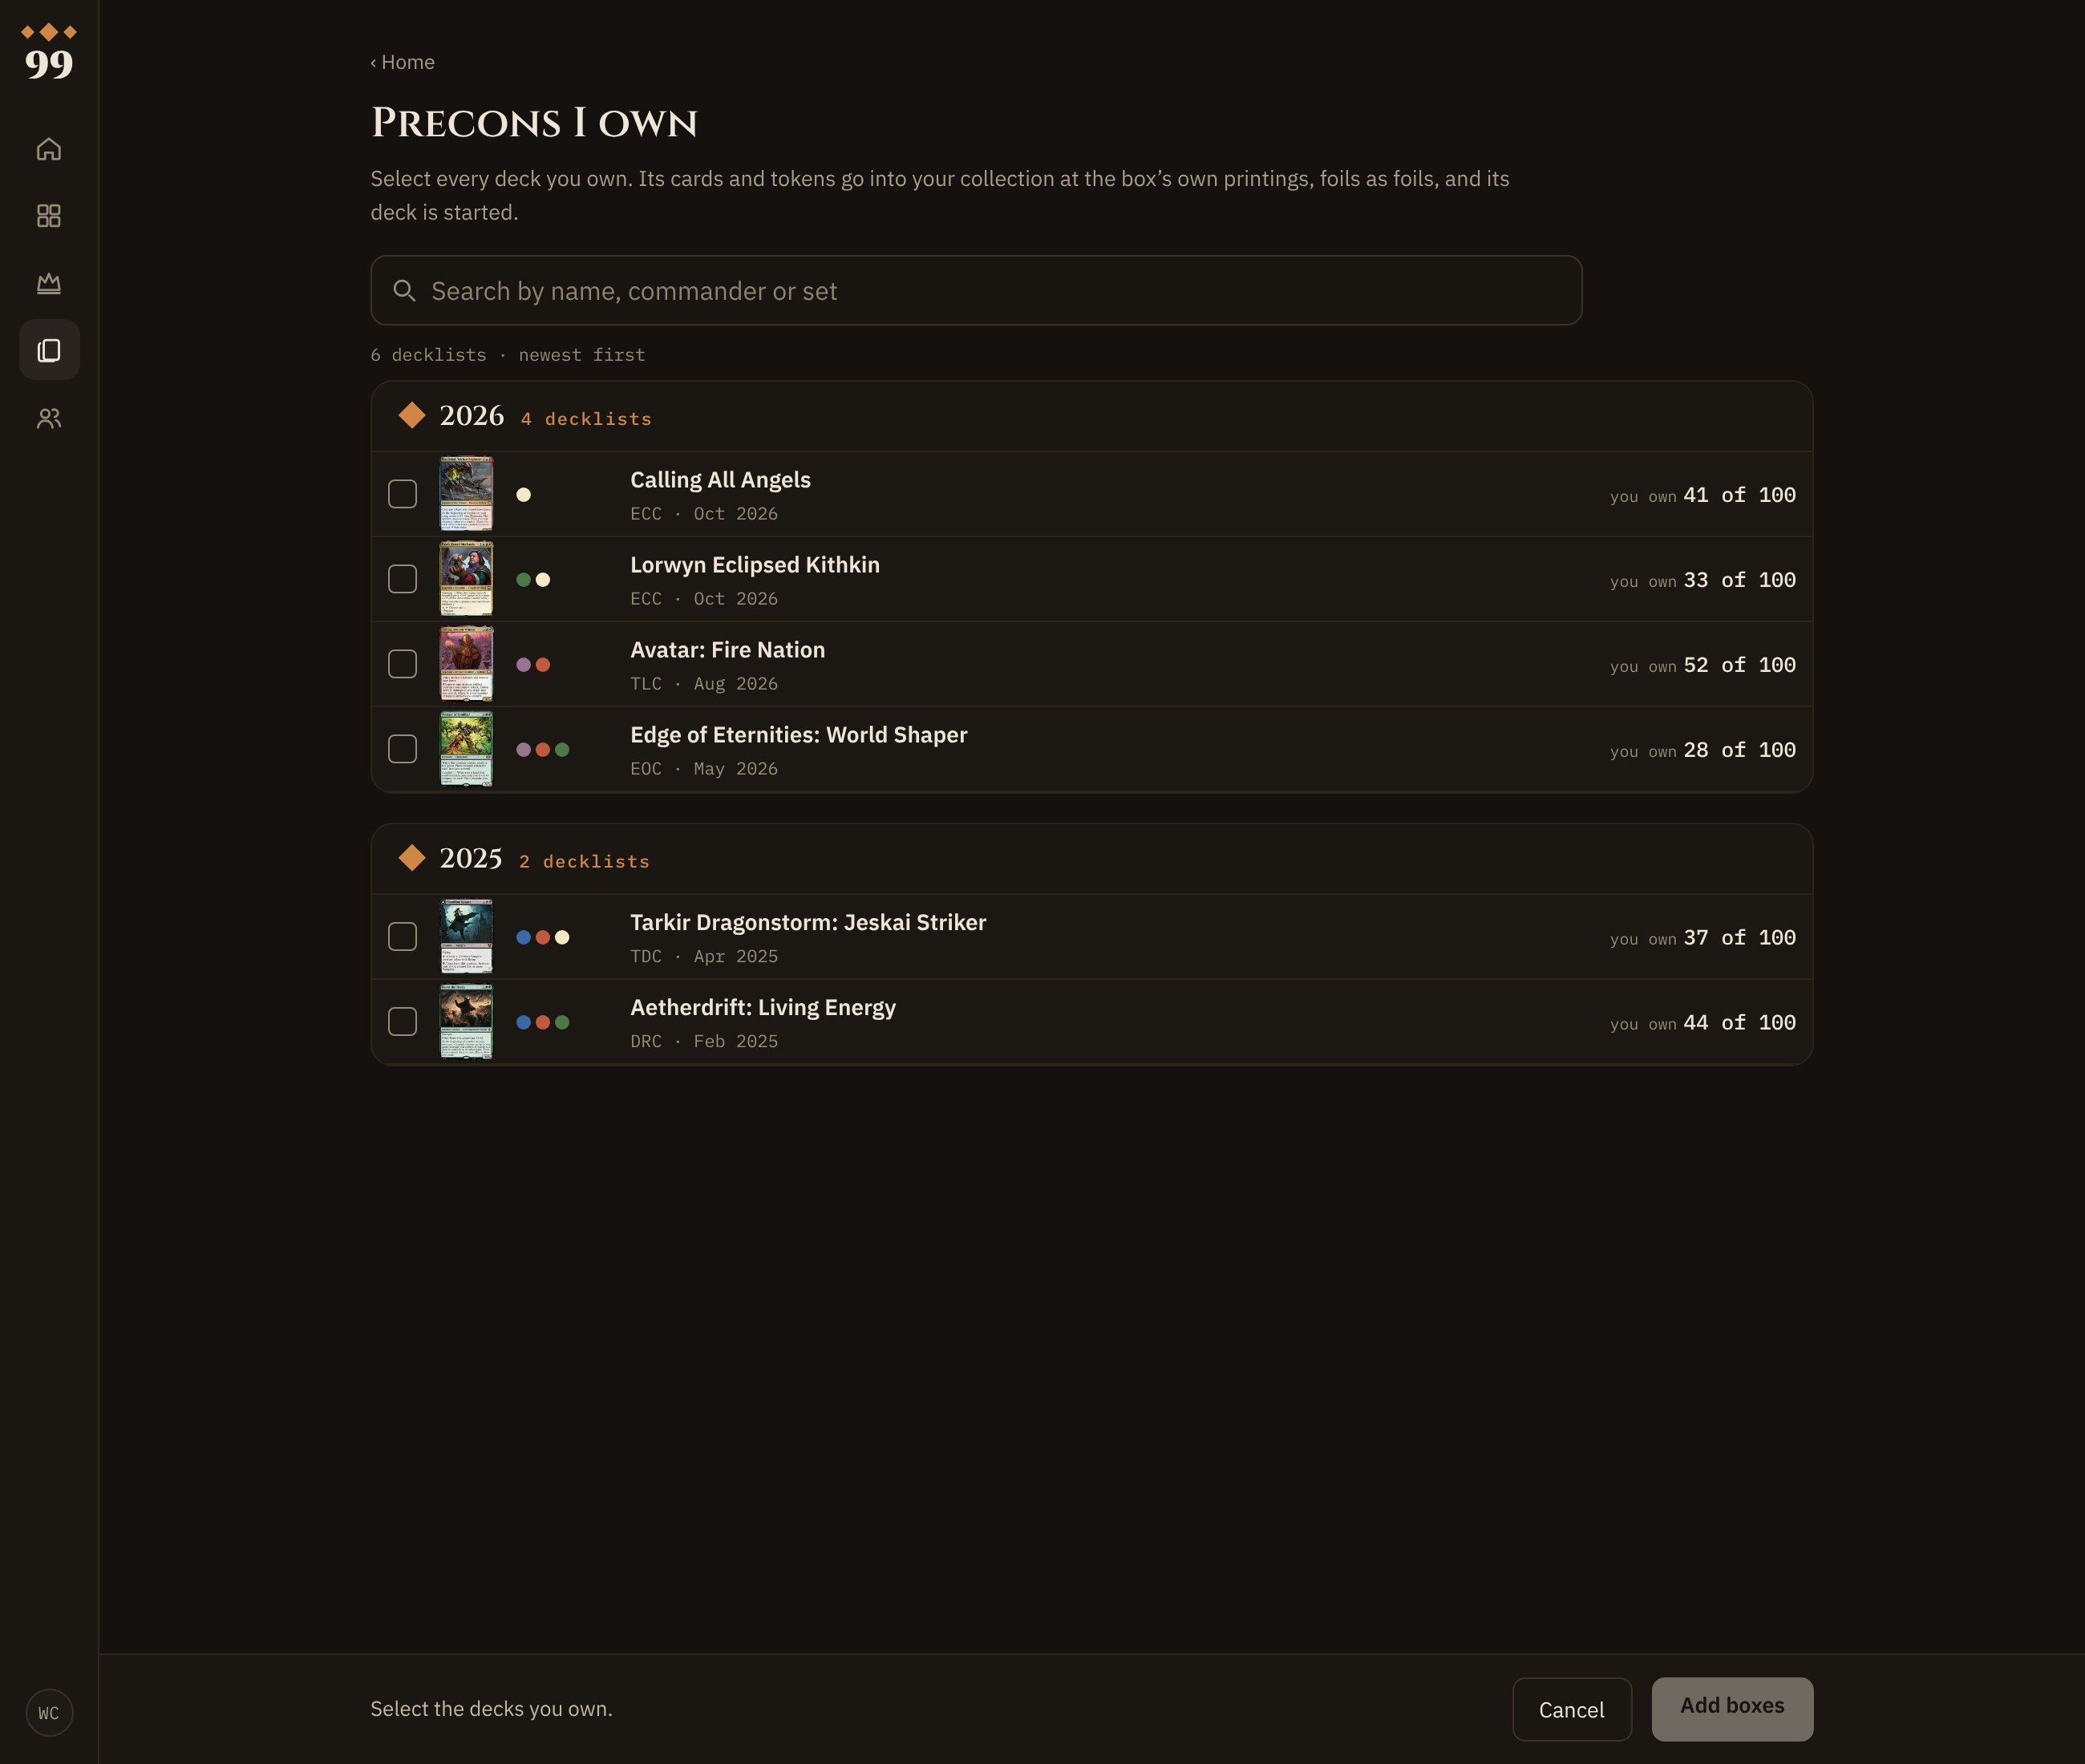 99
‹ Home
Precons I own
Select every deck you own. Its cards and tokens go into your collection at the box’s own printings, foils as foils, and its
deck is started.
Search by name, commander or set
6 decklists · newest first
2026 4 decklists
Calling All Angels
ECC · Oct 2026
you own 41 of 100
Lorwyn Eclipsed Kithkin
ECC · Oct 2026
you own 33 of 100
Avatar: Fire Nation
TLC · Aug 2026
you own 52 of 100
Edge of Eternities: World Shaper
EOC · May 2026
you own 28 of 100
2025 2 decklists
Tarkir Dragonstorm: Jeskai Striker
TDC · Apr 2025
you own 37 of 100
Aetherdrift: Living Energy
DRC · Feb 2025
you own 44 of 100
WC
Select the decks you own.
Cancel
Add boxes